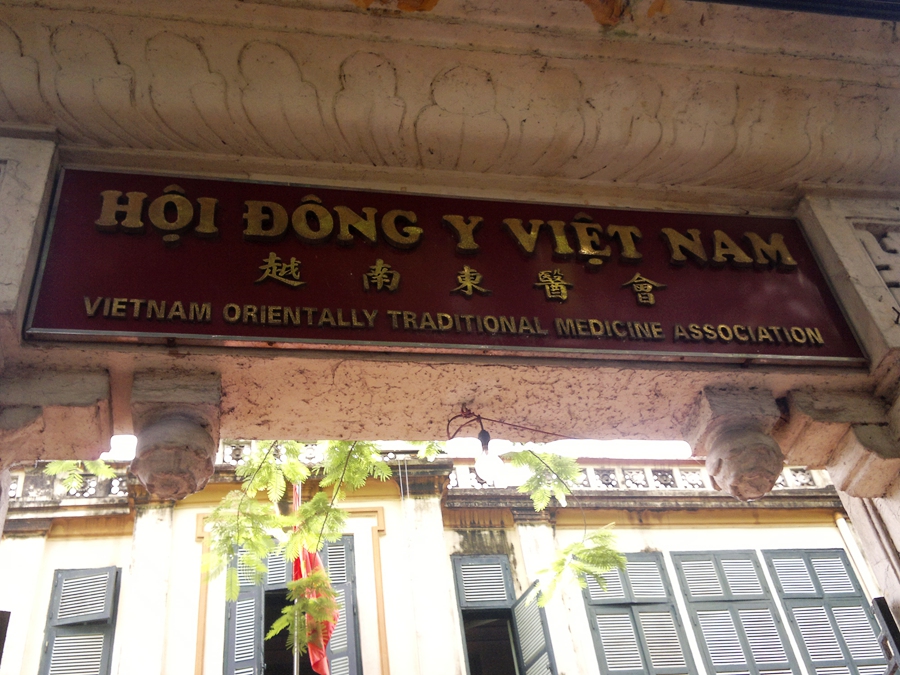 HỘI ĐÔNG Y VIỆT NAM
越南東醫會
VIETNAM ORIENTALLY TRADITIONAL MEDICINE ASSOCIATION